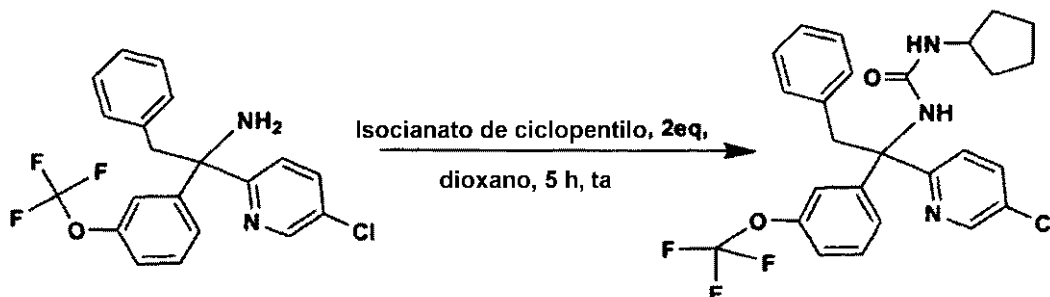 HN
O
NH
NH₂
Isocianato de ciclopentilo, 2eq,
dioxano, 5 h, ta
F
F
F
O
N
Cl
O
N
C
F
F
F